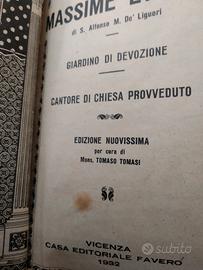 MASSIME E
di S. Alfonso M. De' Liguori
GIARDINO DI DEVOZIONE
CANTORE DI CHIESA PROVVEDUTO
EDIZIONE NUOVISSIMA
per cura di
Mons. TOMASO TOMASI
VICENZA
CASA EDITORIALE FAVERO
1932
subito